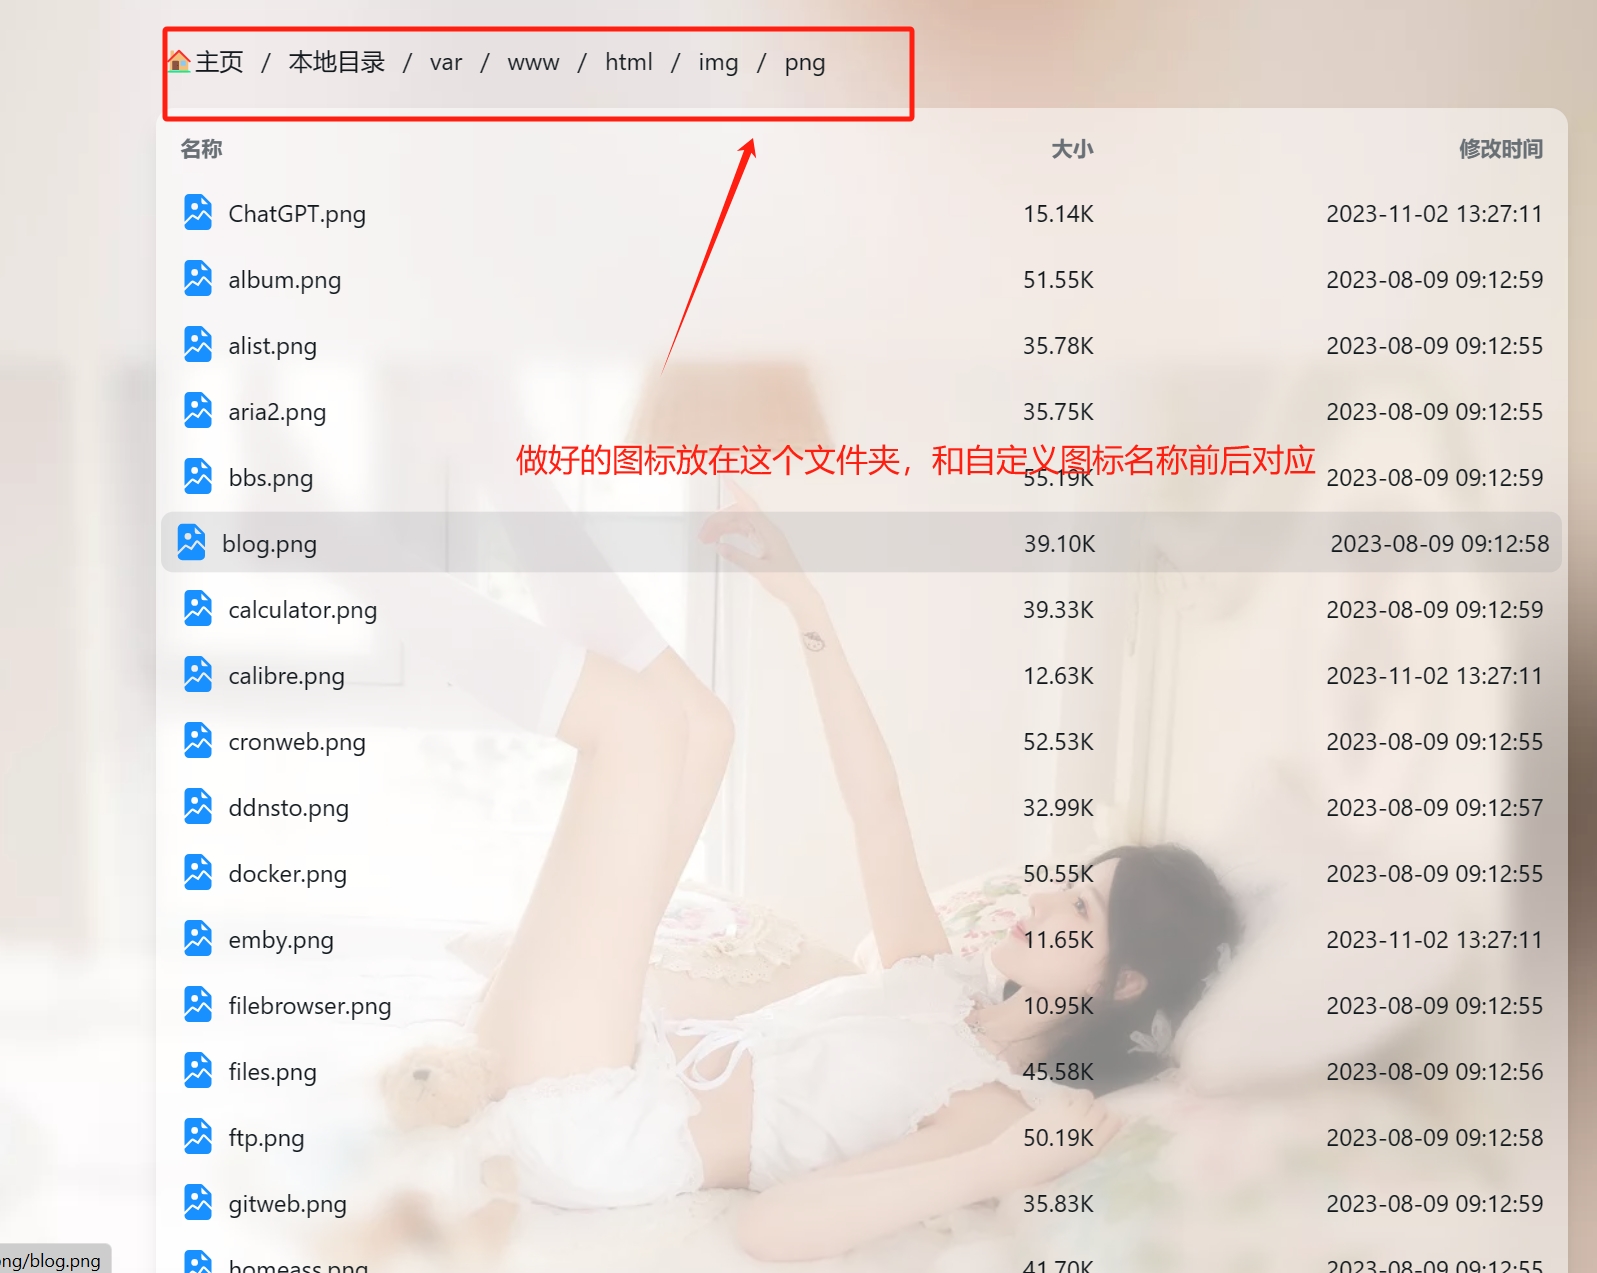 🏠主页 / 本地目录 / var / www / html / img / png
名称 大小 修改时间
ChatGPT.png 15.14K 2023-11-02 13:27:11
album.png 51.55K 2023-08-09 09:12:59
alist.png 35.78K 2023-08-09 09:12:55
aria2.png 35.75K 2023-08-09 09:12:55
做好的图标放在这个文件夹，和自定义图标名称前后对应
bbs.png 55.19K 2023-08-09 09:12:59
blog.png 39.10K 2023-08-09 09:12:58
calculator.png 39.33K 2023-08-09 09:12:59
calibre.png 12.63K 2023-11-02 13:27:11
cronweb.png 52.53K 2023-08-09 09:12:55
ddnsto.png 32.99K 2023-08-09 09:12:57
docker.png 50.55K 2023-08-09 09:12:55
emby.png 11.65K 2023-11-02 13:27:11
filebrowser.png 10.95K 2023-08-09 09:12:55
files.png 45.58K 2023-08-09 09:12:56
ftp.png 50.19K 2023-08-09 09:12:58
gitweb.png 35.83K 2023-08-09 09:12:59
homeass.png 41.70K 2023-08-09 09:12:55
ng/blog.png